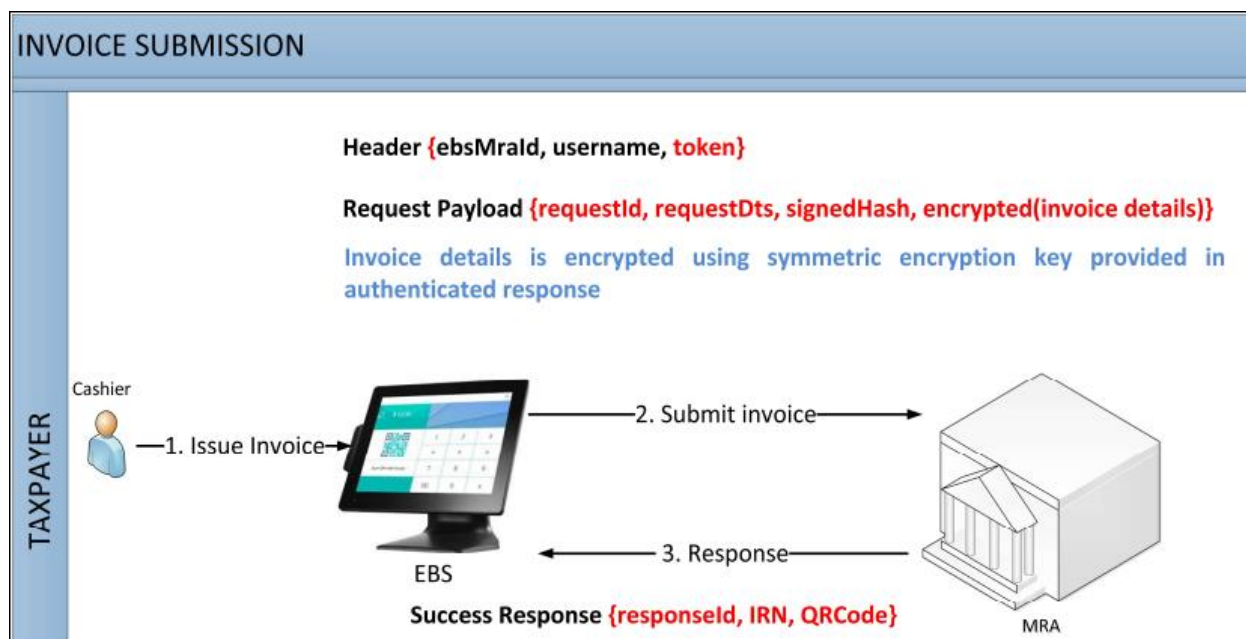 INVOICE SUBMISSION
Header {ebsMraId, username, token}
Request Payload {requestId, requestDts, signedHash, encrypted(invoice details)}
Invoice details is encrypted using symmetric encryption key provided in
authenticated response
TAXPAYER
Cashier
1. Issue Invoice
2. Submit invoice
3. Response
EBS
Success Response {responseId, IRN, QRCode}
MRA